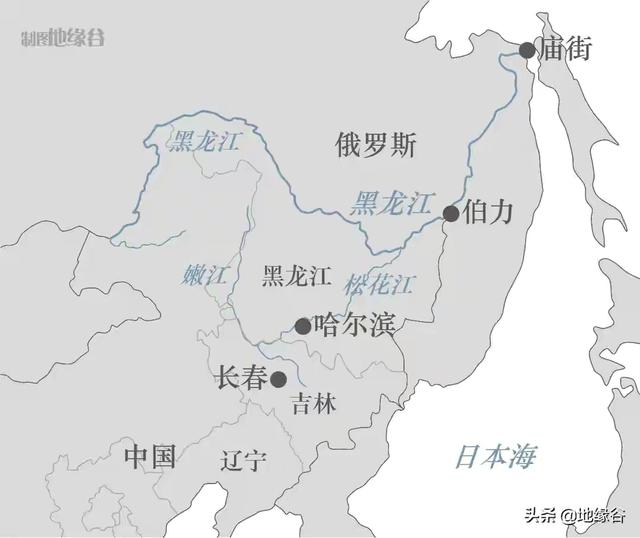 制图地缘谷
庙街
黑龙江
俄罗斯
黑龙江
伯力
嫩江
黑龙江
松花江
哈尔滨
长春
吉林
中国
辽宁
日本海
头条 @地缘谷